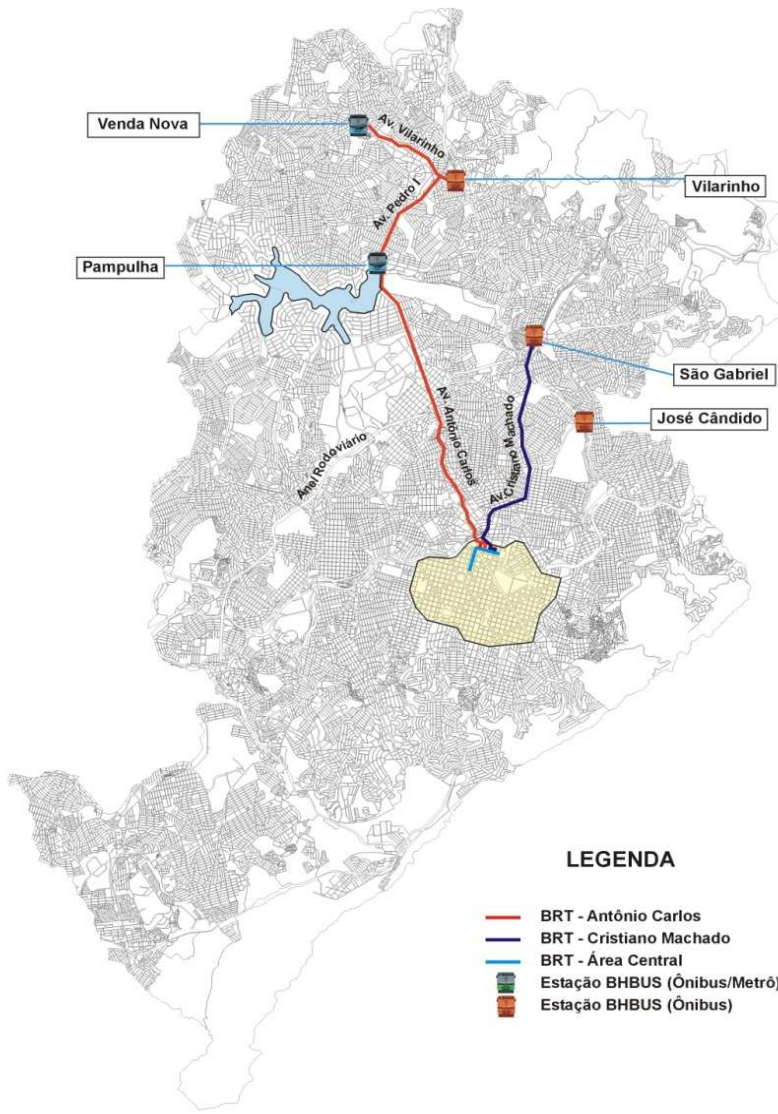 Venda Nova
Av. Vilarinho
Vilarinho
Av. Pedro I
Pampulha
São Gabriel
José Cândido
Av. Antônio Carlos
Av. Cristiano Machado
Anel Rodoviário
LEGENDA
BRT - Antônio Carlos
BRT - Cristiano Machado
BRT - Área Central
Estação BHBUS (Ônibus/Metrô)
Estação BHBUS (Ônibus)